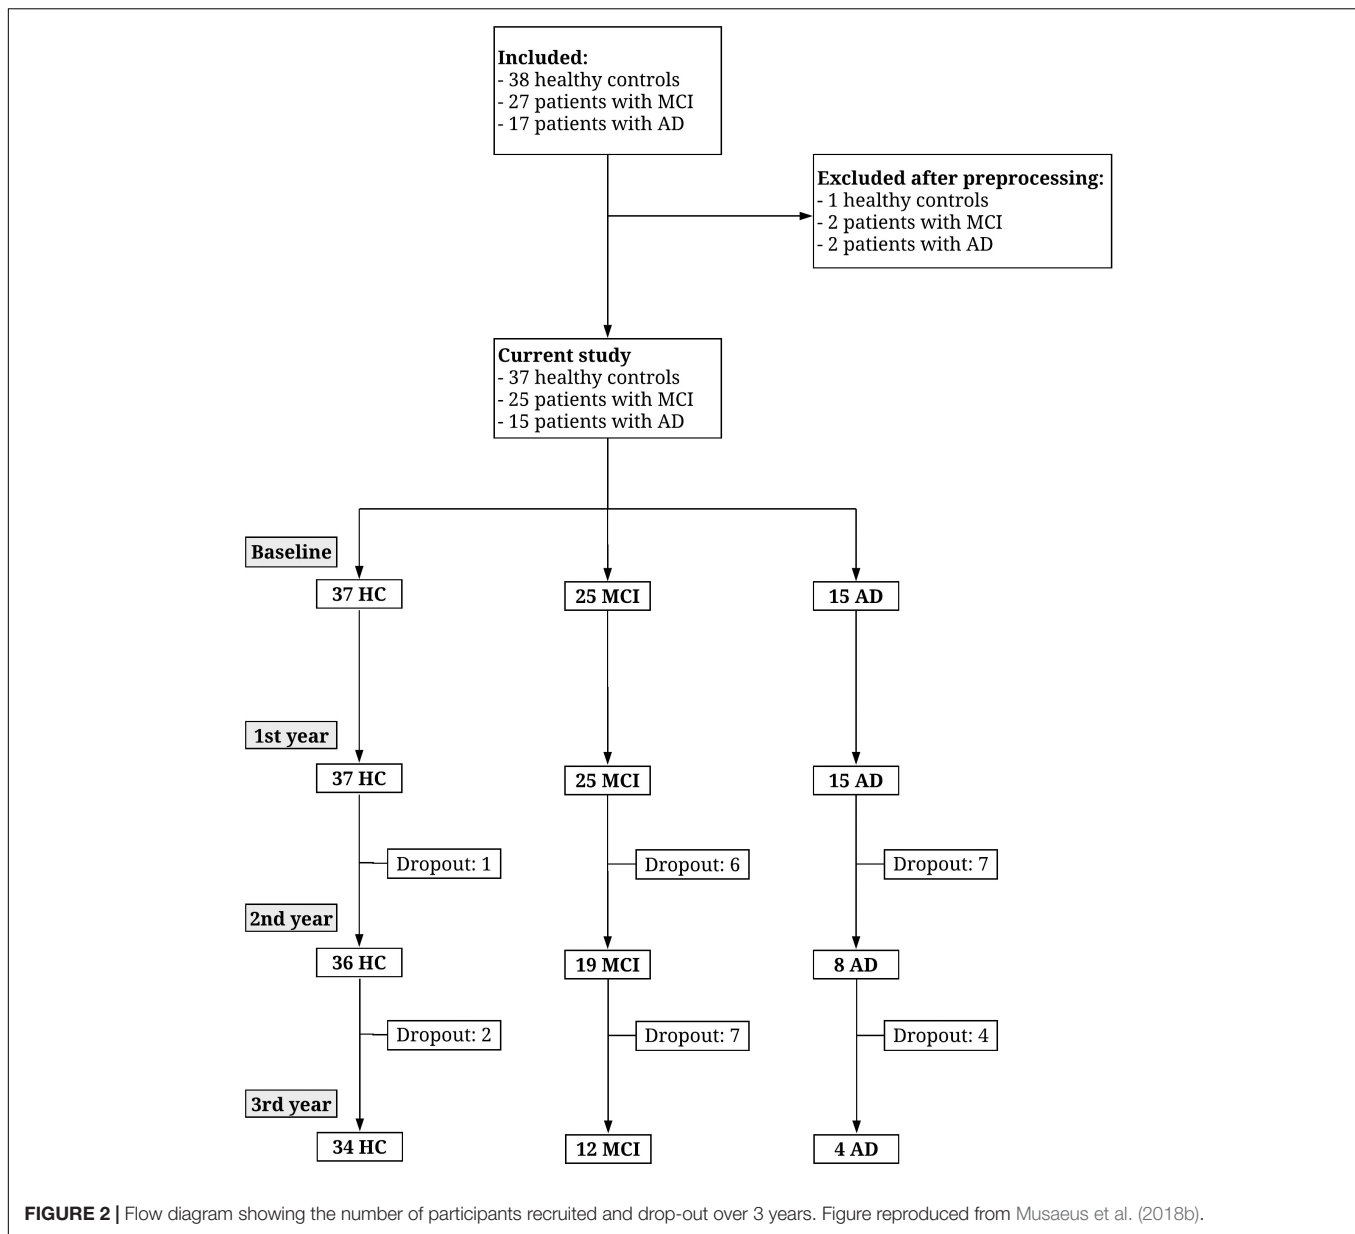 Included:
- 38 healthy controls
- 27 patients with MCI
- 17 patients with AD
Excluded after preprocessing:
- 1 healthy controls
- 2 patients with MCI
- 2 patients with AD
Current study
- 37 healthy controls
- 25 patients with MCI
- 15 patients with AD
Baseline
37 HC
25 MCI
15 AD
1st year
37 HC
25 MCI
15 AD
Dropout: 1
Dropout: 6
Dropout: 7
2nd year
36 HC
19 MCI
8 AD
Dropout: 2
Dropout: 7
Dropout: 4
3rd year
34 HC
12 MCI
4 AD
FIGURE 2 | Flow diagram showing the number of participants recruited and drop-out over 3 years. Figure reproduced from Musaeus et al. (2018b).